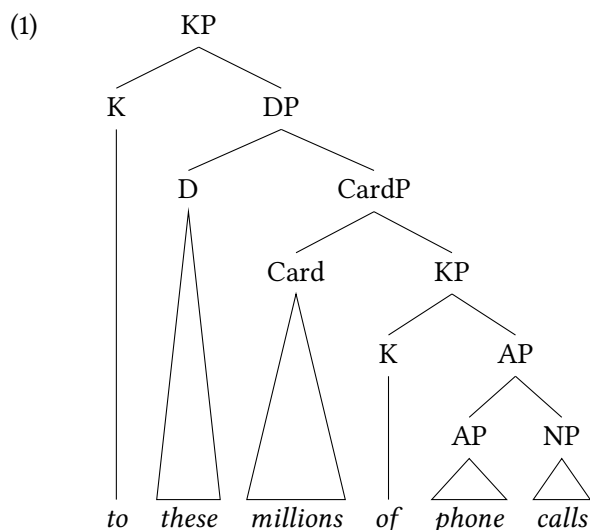 (1) KP
K DP
D CardP
Card KP
K AP
AP NP
to these millions of phone calls